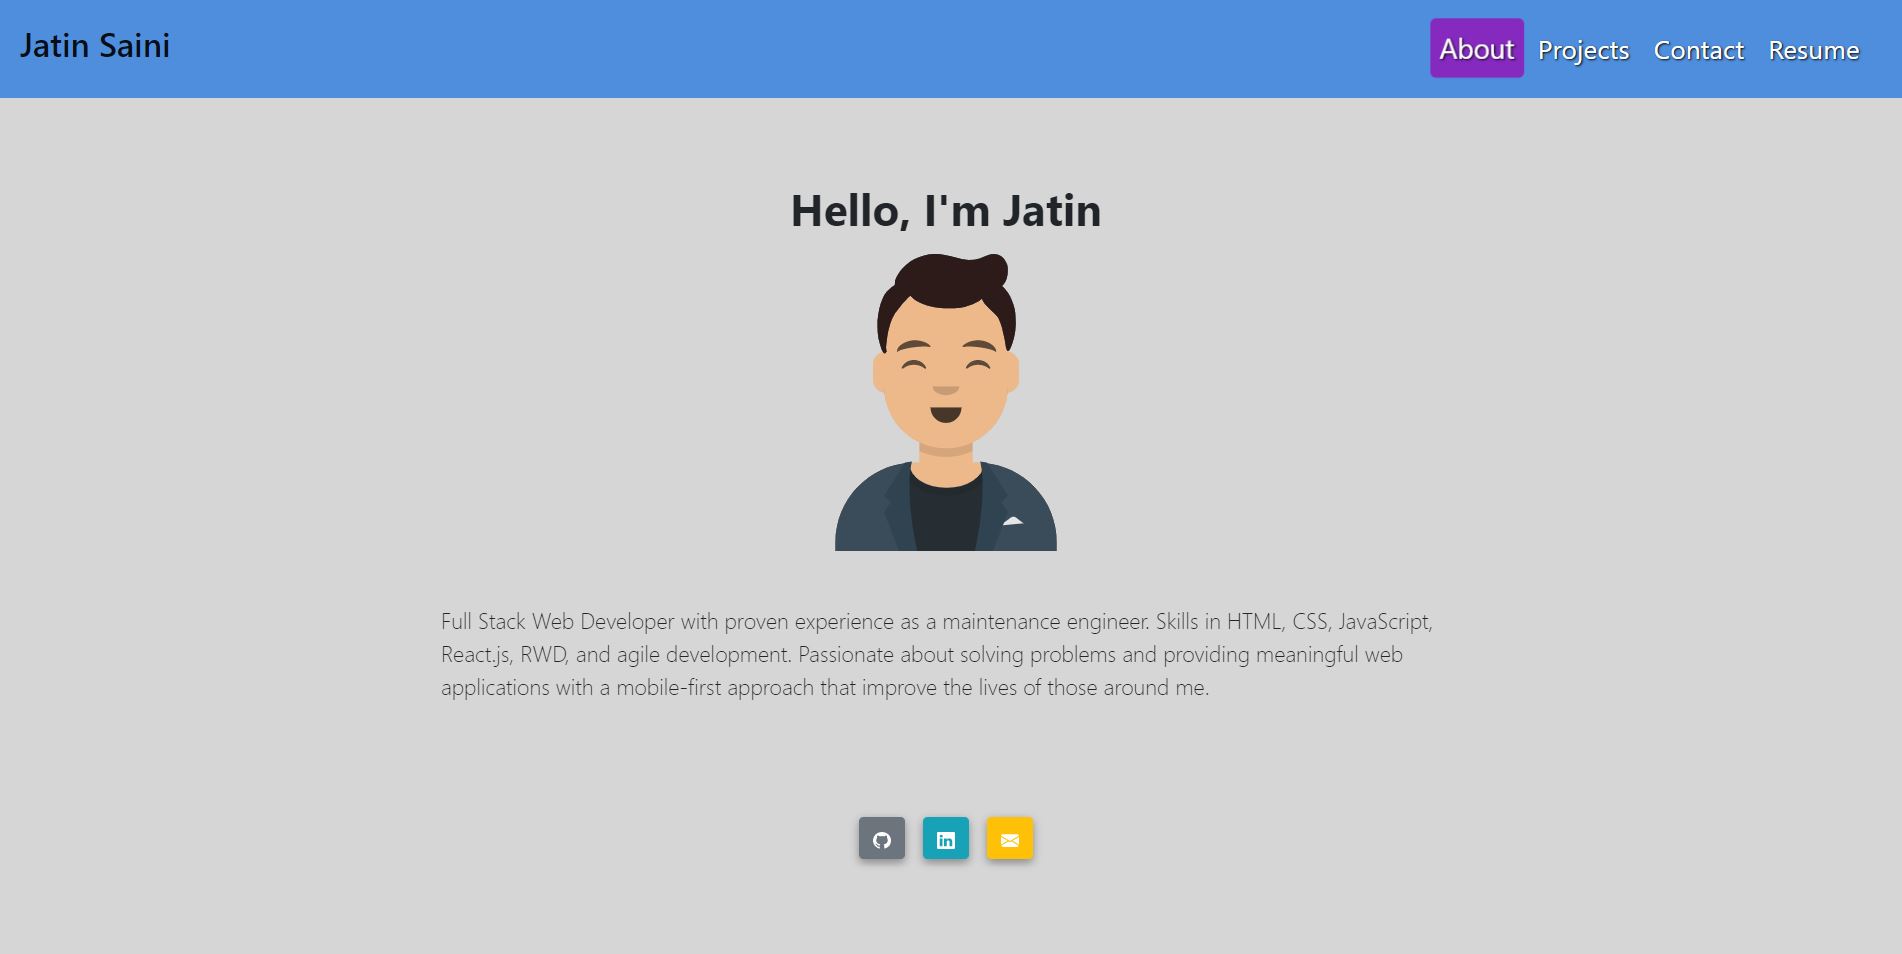 Jatin Saini
About Projects Contact Resume
Hello, I'm Jatin
Full Stack Web Developer with proven experience as a maintenance engineer. Skills in HTML, CSS, JavaScript,
React.js, RWD, and agile development. Passionate about solving problems and providing meaningful web
applications with a mobile-first approach that improve the lives of those around me.
in